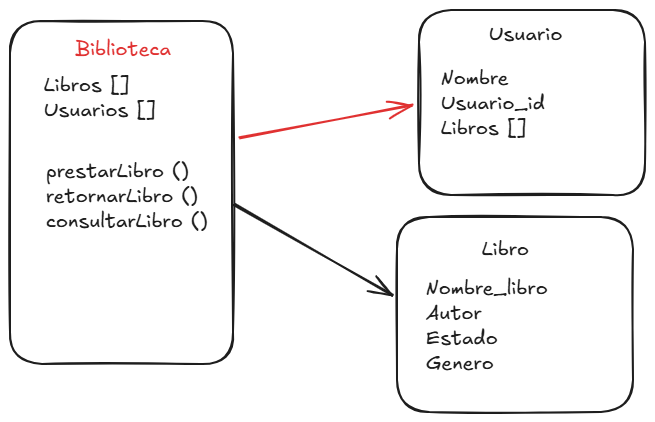 Biblioteca
Libros []
Usuarios []
prestarLibro ()
retornarLibro ()
consultarLibro ()
Usuario
Nombre
Usuario_id
Libros []
Libro
Nombre_libro
Autor
Estado
Genero